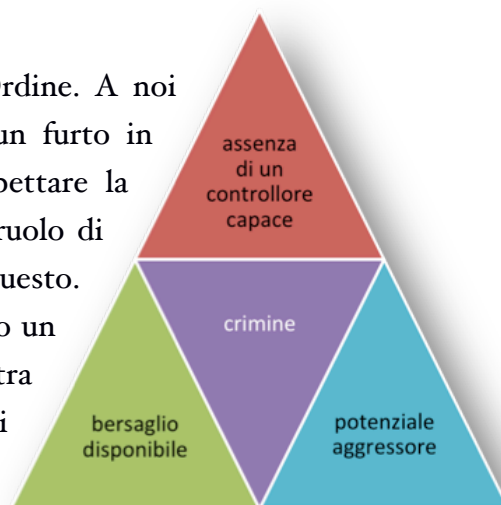 rdine. A noi
un furto in
pettare la
ruolo di
uesto.
o un
tra
i
assenza
di un
controllore
capace
crimine
bersaglio
disponibile
potenziale
aggressore